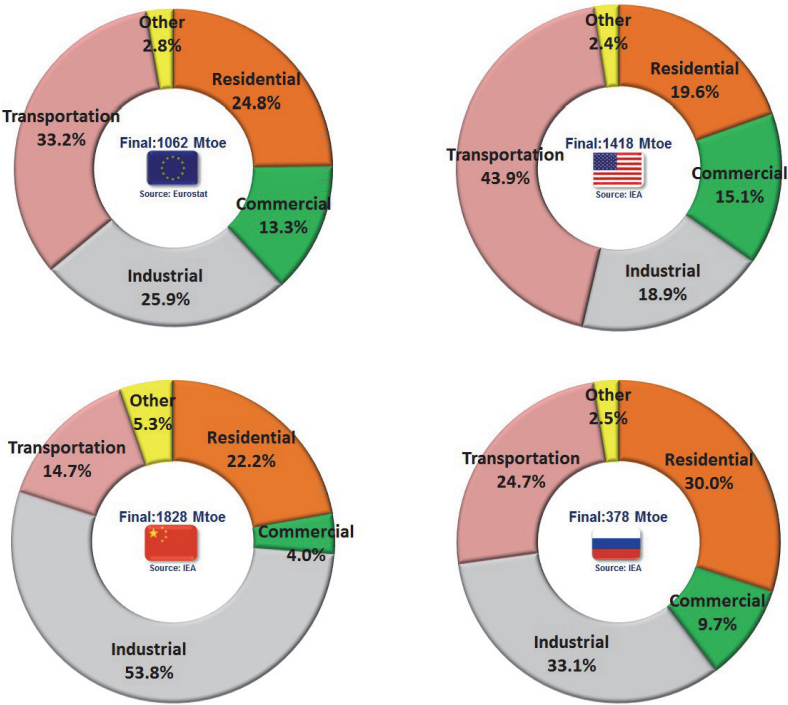 Other
2.8%
Residential
24.8%
Transportation
33.2%
Final:1062 Mtoe
Source: Eurostat
Commercial
13.3%
Industrial
25.9%
Other
2.4%
Residential
19.6%
Transportation
43.9%
Final:1418 Mtoe
Source: IEA
Commercial
15.1%
Industrial
18.9%
Other
5.3%
Residential
22.2%
Transportation
14.7%
Final:1828 Mtoe
Source: IEA
Commercial
4.0%
Industrial
53.8%
Other
2.5%
Residential
30.0%
Transportation
24.7%
Final:378 Mtoe
Source: IEA
Commercial
9.7%
Industrial
33.1%